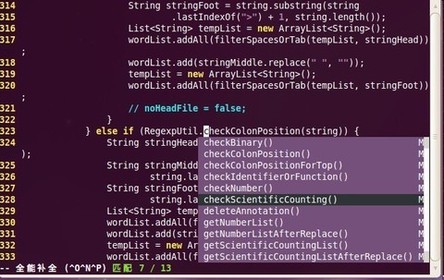 314 String stringFoot = string.substring(string
315 .lastIndexOf(">") + 1, string.length());
316 List<String> tempList = new ArrayList<String>();
317 wordList.addAll(filterSpacesOrTab(tempList, stringHead))
;
318 wordList.add(stringMiddle.replace(" ", ""));
319 tempList = new ArrayList<String>();
320 wordList.addAll(filterSpacesOrTab(tempList, stringFoot))
;
321 // noHeadFile = false;
322 }
323 } else if (RegexpUtil.checkColonPosition(string)) {
324 String stringHead checkBinary() M
); checkColonPosition() M
325 String stringMidd checkColonPositionForTop() M
326 string.la checkIdentifierOrFunction() M
327 String stringFoot checkNumber() M
328 string.la checkScientificCounting() M
329 List<String> temp deleteAnnotation() M
330 wordList.addAll(f getNumberList() M
331 wordList.add(stri getNumberListAfterReplace() M
332 tempList = new Ar getScientificCountingList() M
333 wordList.addAll(f getScientificCountingListAfterReplace() M
-- 全能补全 (^O^N^P) 匹配 7 / 13